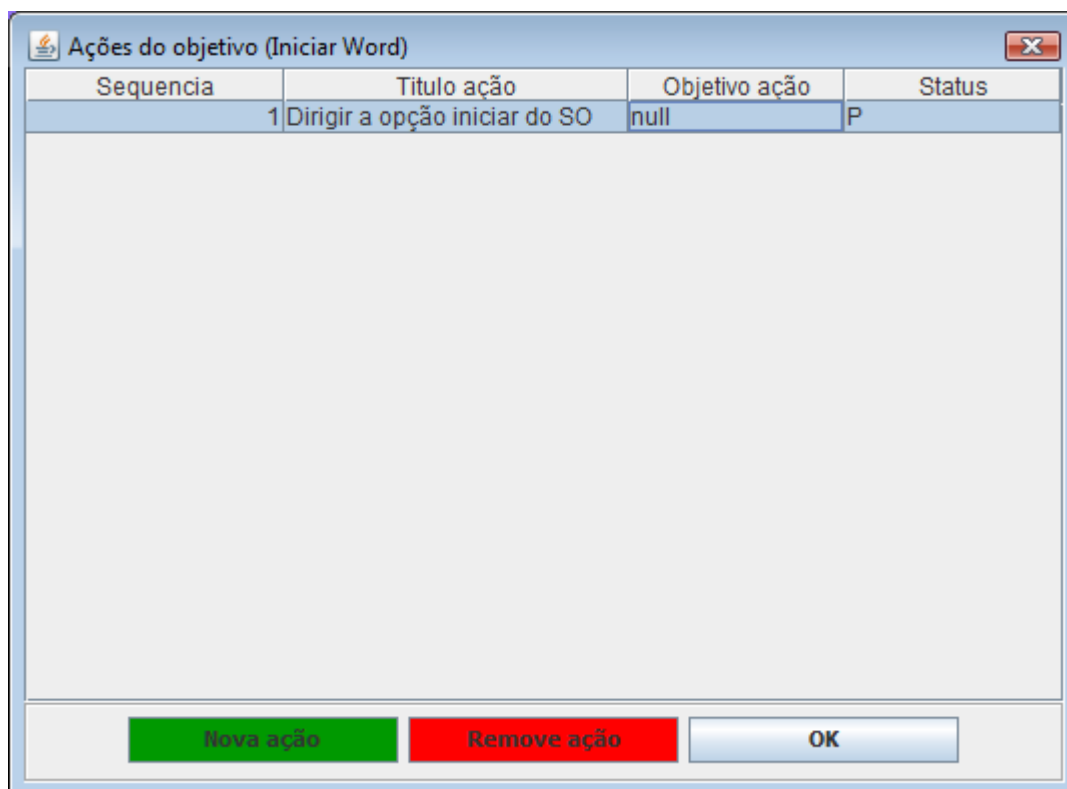 Ações do objetivo (Iniciar Word)
Sequencia Titulo ação Objetivo ação Status
1 Dirigir a opção iniciar do SO null P
Nova ação Remove ação OK